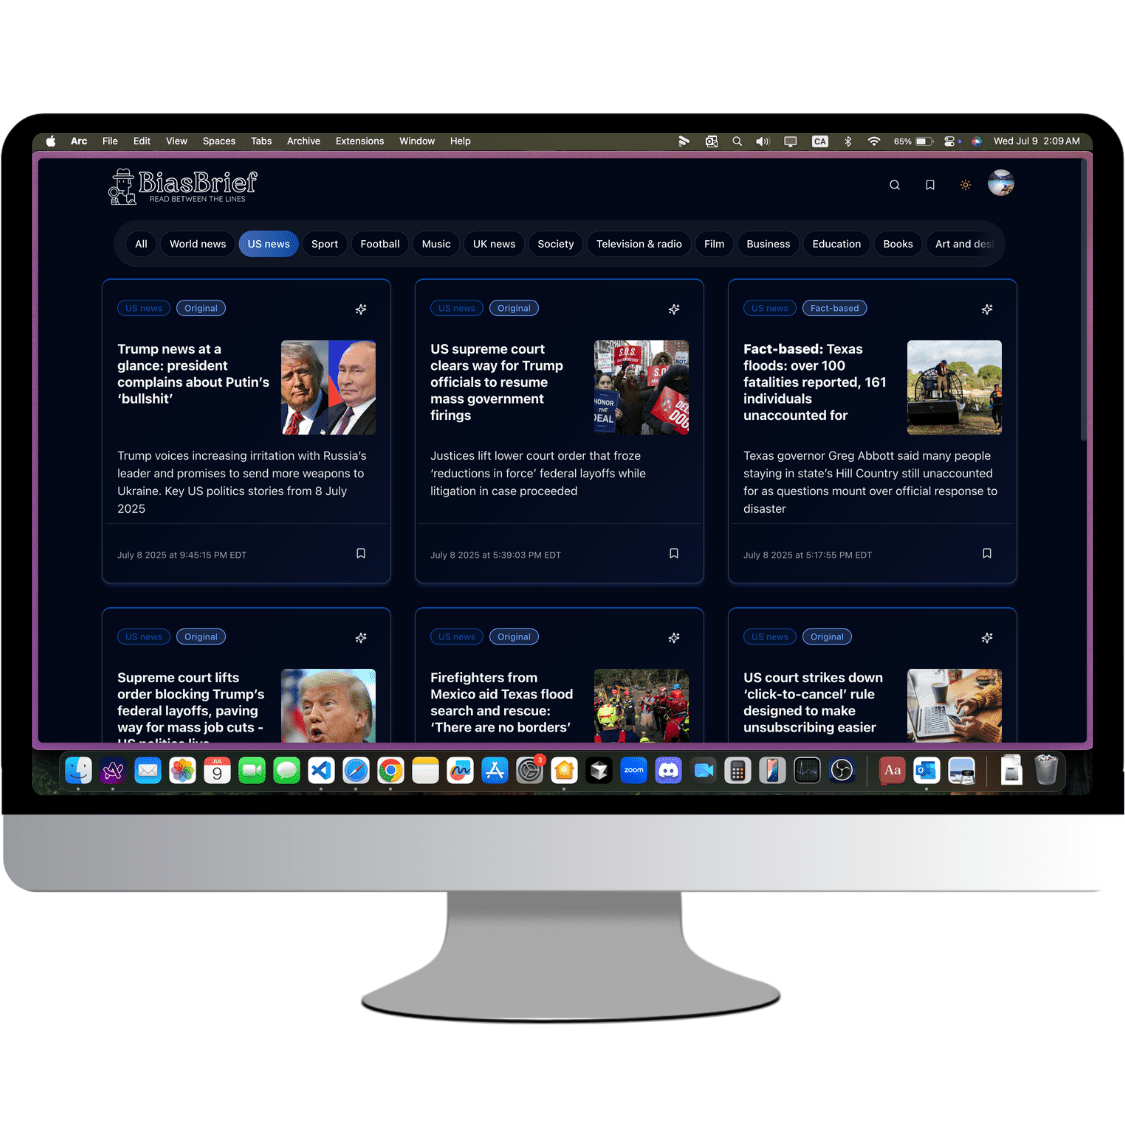 Arc File Edit View Spaces Tabs Archive Extensions Window Help CA 65% Wed Jul 9 2:09 AM
BiasBrief
READ BETWEEN THE LINES
All World news US news Sport Football Music UK news Society Television & radio Film Business Education Books Art and desi
US news Original
Trump news at a
glance: president
complains about Putin’s
‘bullshit’
Trump voices increasing irritation with Russia’s
leader and promises to send more weapons to
Ukraine. Key US politics stories from 8 July
2025
July 8 2025 at 9:45:15 PM EDT
US news Original
US supreme court
clears way for Trump
officials to resume
mass government
firings
S.O.S.
HONOR
THE
DEAL
Justices lift lower court order that froze
‘reductions in force’ federal layoffs while
litigation in case proceeded
July 8 2025 at 5:39:03 PM EDT
US news Fact-based
Fact-based: Texas
floods: over 100
fatalities reported, 161
individuals
unaccounted for
Texas governor Greg Abbott said many people
staying in state’s Hill Country still unaccounted
for as questions mount over official response to
disaster
July 8 2025 at 5:17:55 PM EDT
US news Original
Supreme court lifts
order blocking Trump’s
federal layoffs, paving
way for mass job cuts -
US politics live
US news Original
Firefighters from
Mexico aid Texas flood
search and rescue:
‘There are no borders’
US news Original
US court strikes down
‘click-to-cancel’ rule
designed to make
unsubscribing easier
JUL
9
3
zoom
Aa